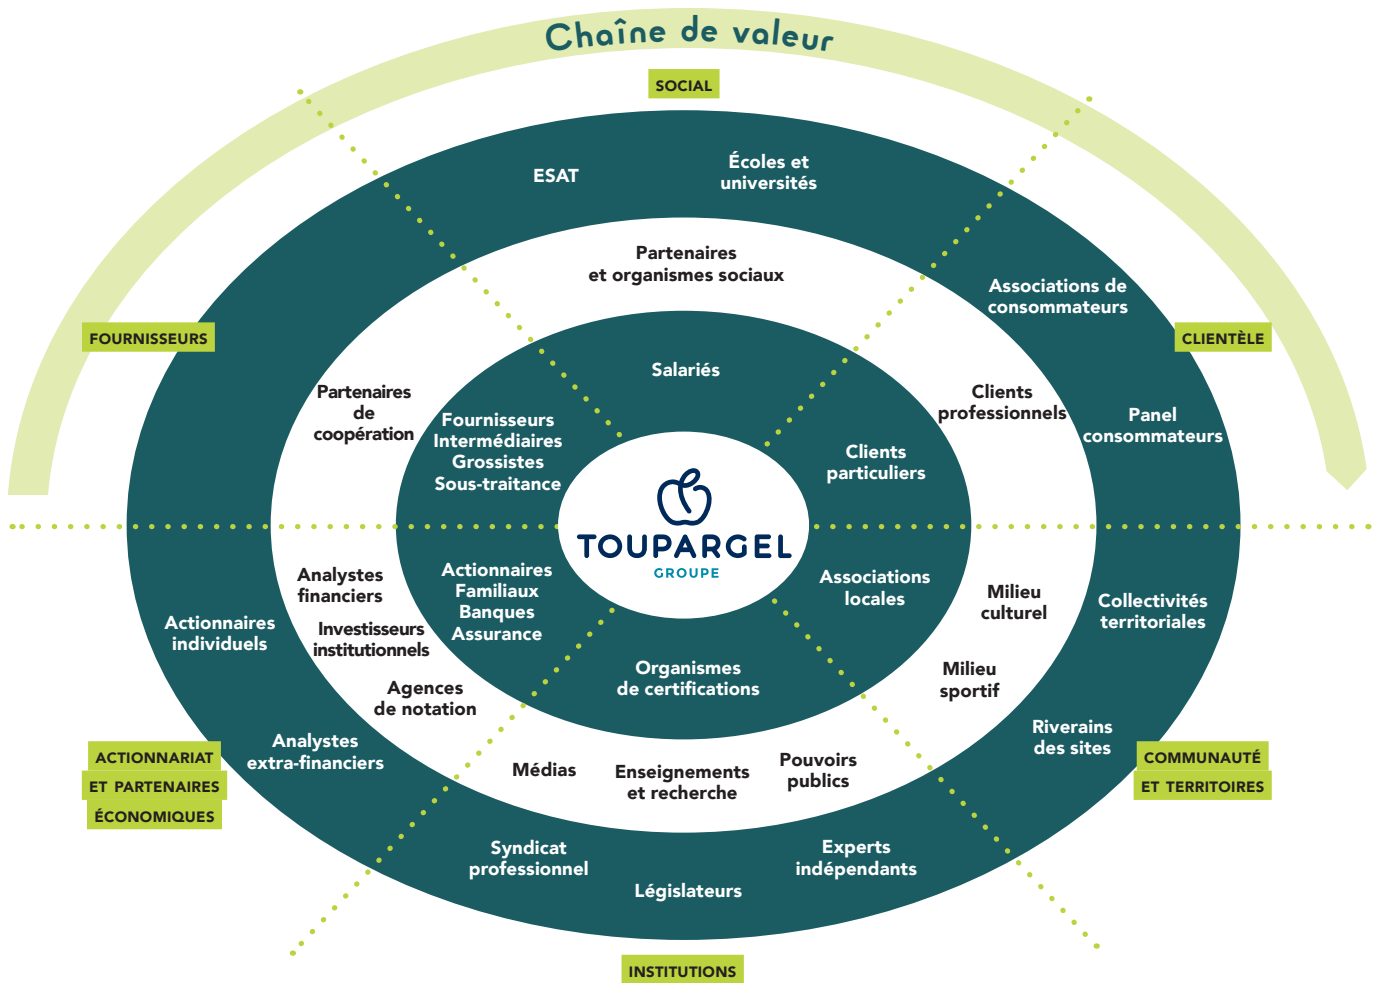 Chaîne de valeur
SOCIAL
ESAT
Écoles et
universités
Partenaires
et organismes sociaux
Salariés
FOURNISSEURS
Partenaires
de
coopération
Fournisseurs
Intermédiaires
Grossistes
Sous-traitance
CLIENTÈLE
Associations de
consommateurs
Panel
consommateurs
Clients
professionnels
Clients
particuliers
TOUPARGEL
GROUPE
Actionnaires
Familiaux
Banques
Assurance
Analystes
financiers
Investisseurs
institutionnels
Agences
de notation
Actionnaires
individuels
Analystes
extra-financiers
ACTIONNARIAT
ET PARTENAIRES
ÉCONOMIQUES
Associations
locales
Milieu
culturel
Milieu
sportif
Collectivités
territoriales
Riverains
des sites
COMMUNAUTÉ
ET TERRITOIRES
Organismes
de certifications
Médias
Enseignements
et recherche
Pouvoirs
publics
Syndicat
professionnel
Législateurs
Experts
indépendants
INSTITUTIONS